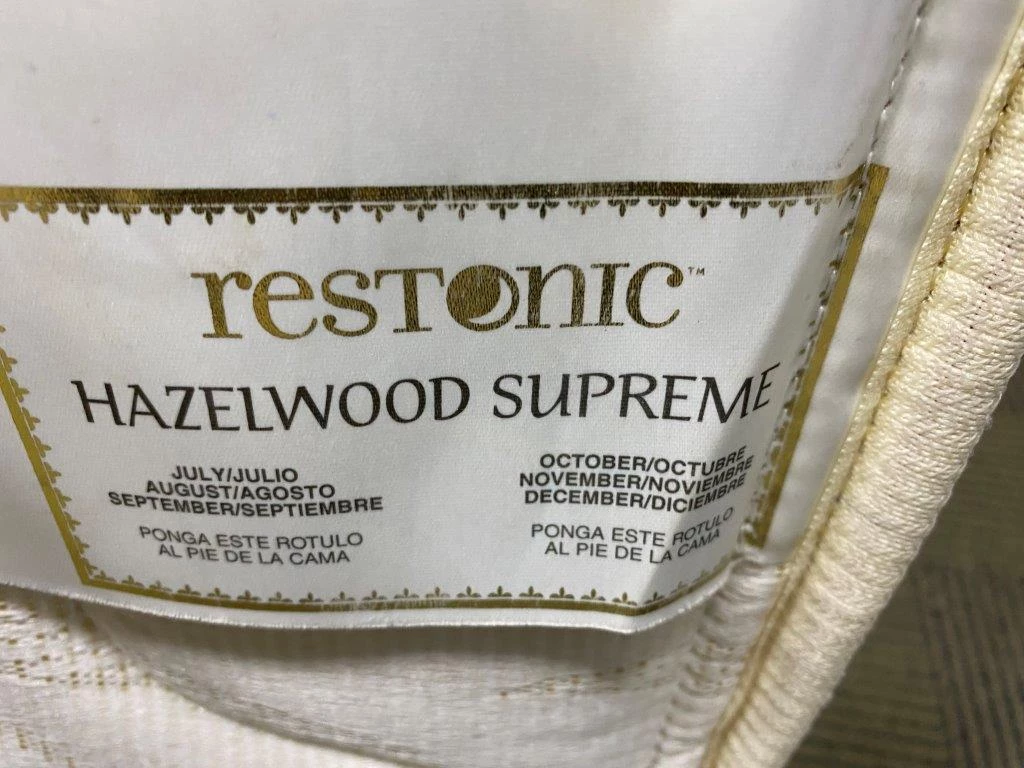 resTonic™
HAZELWOOD SUPREME
JULY/JULIO
AUGUST/AGOSTO
SEPTEMBER/SEPTIEMBRE
PONGA ESTE ROTULO
AL PIE DE LA CAMA
OCTOBER/OCTUBRE
NOVEMBER/NOVIEMBRE
DECEMBER/DICIEMBRE
PONGA ESTE ROTULO
AL PIE DE LA CAMA